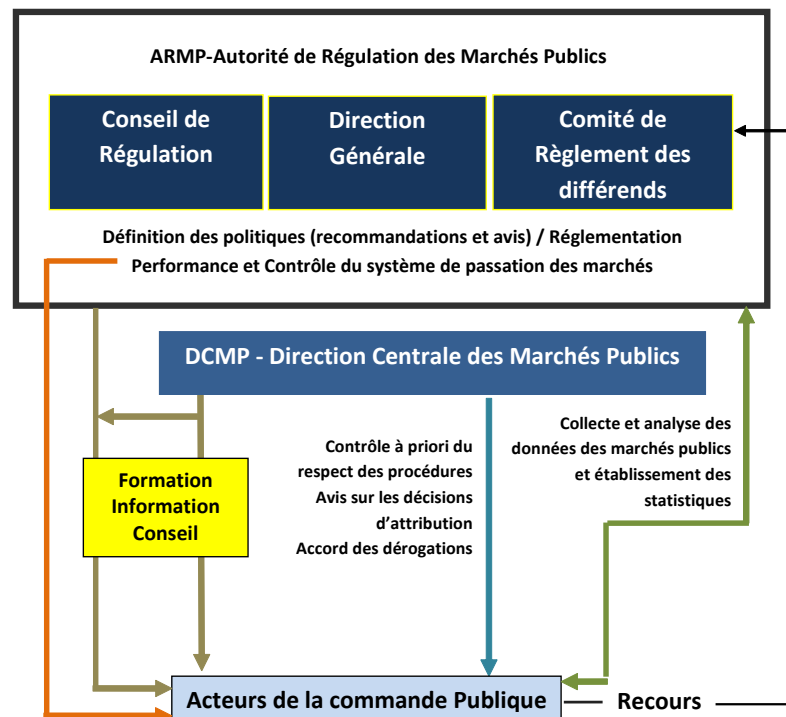 ARMP-Autorité de Régulation des Marchés Publics
Conseil de
Régulation
Direction
Générale
Comité de
Règlement des
différends
Définition des politiques (recommandations et avis) / Réglementation
Performance et Contrôle du système de passation des marchés
DCMP - Direction Centrale des Marchés Publics
Formation
Information
Conseil
Contrôle à priori du
respect des procédures
Avis sur les décisions
d'attribution
Accord des dérogations
Collecte et analyse des
données des marchés publics
et établissement des
statistiques
Acteurs de la commande Publique
Recours